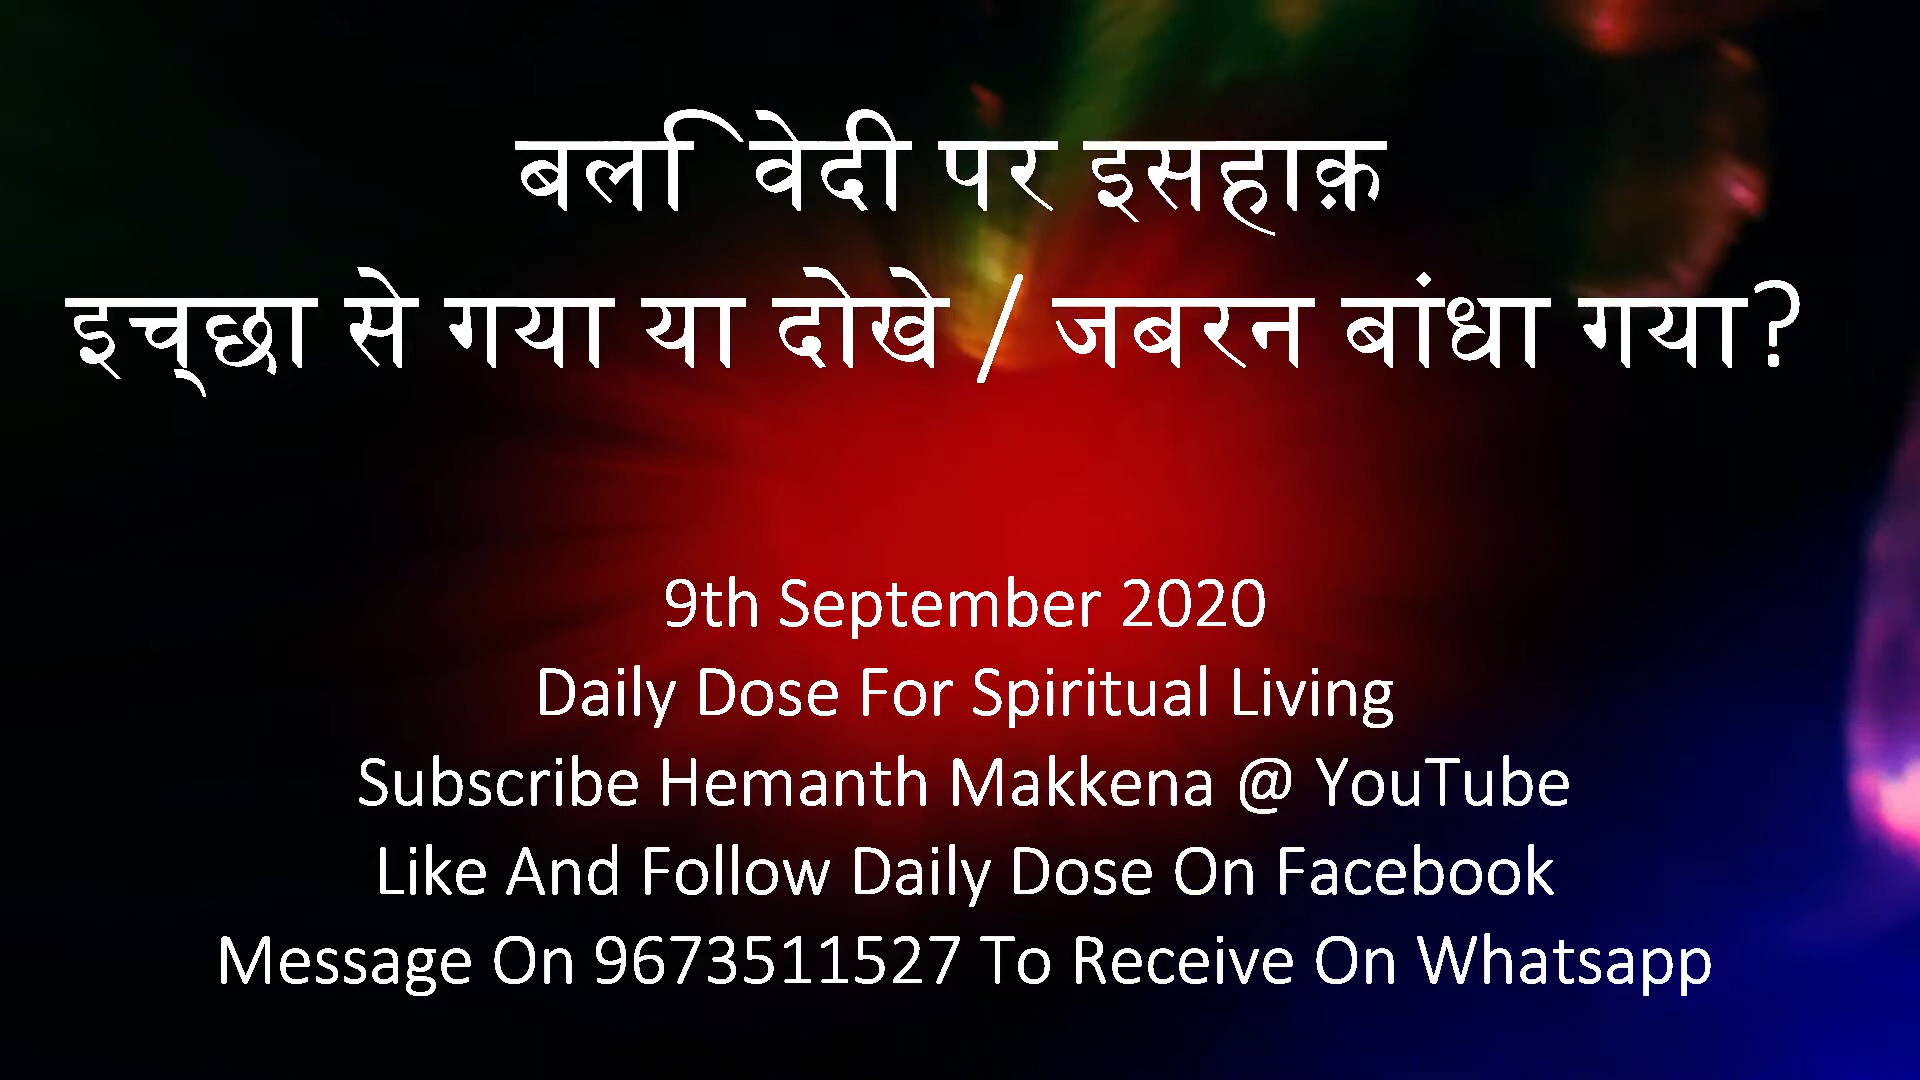 बलि वेदी पर इसहाक़
इच्छा से गया या दोखे / जबरन बांधा गया?
9th September 2020
Daily Dose For Spiritual Living
Subscribe Hemanth Makkena @ YouTube
Like And Follow Daily Dose On Facebook
Message On 9673511527 To Receive On Whatsapp